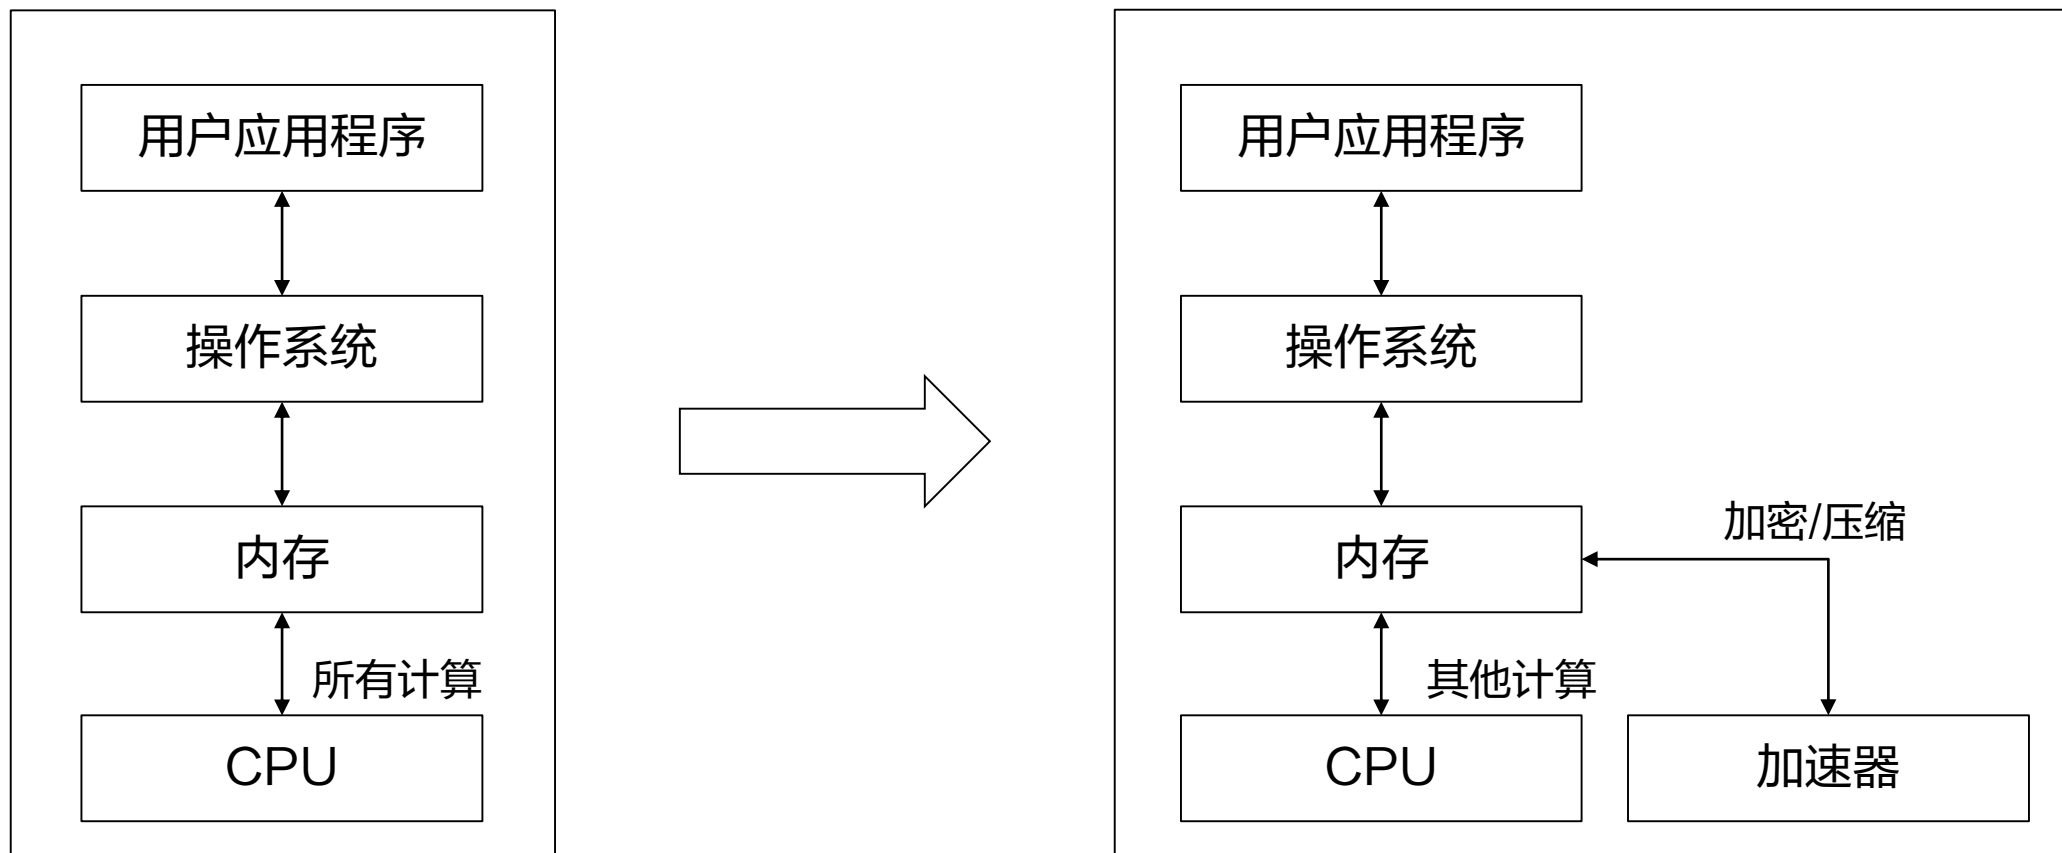 用户应用程序
操作系统
内存
所有计算
CPU
用户应用程序
操作系统
内存
加密/压缩
其他计算
CPU
加速器